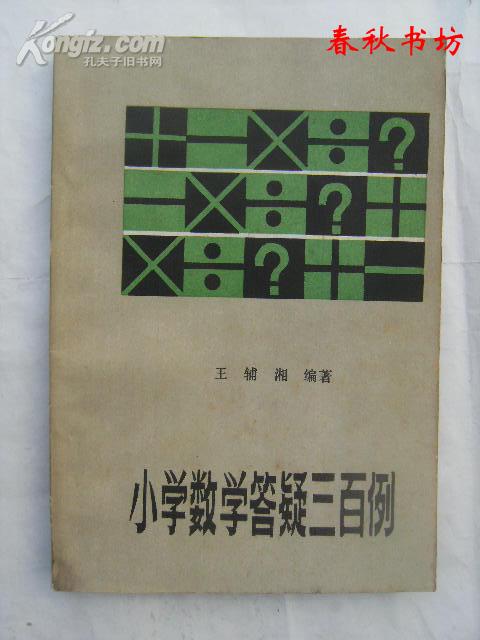 Kongfz.com
孔夫子旧书网
春秋书坊
+ − × ÷ ?
− × ÷ ? +
× ÷ ? + −
王辅湘 编著
小学数学答疑三百例